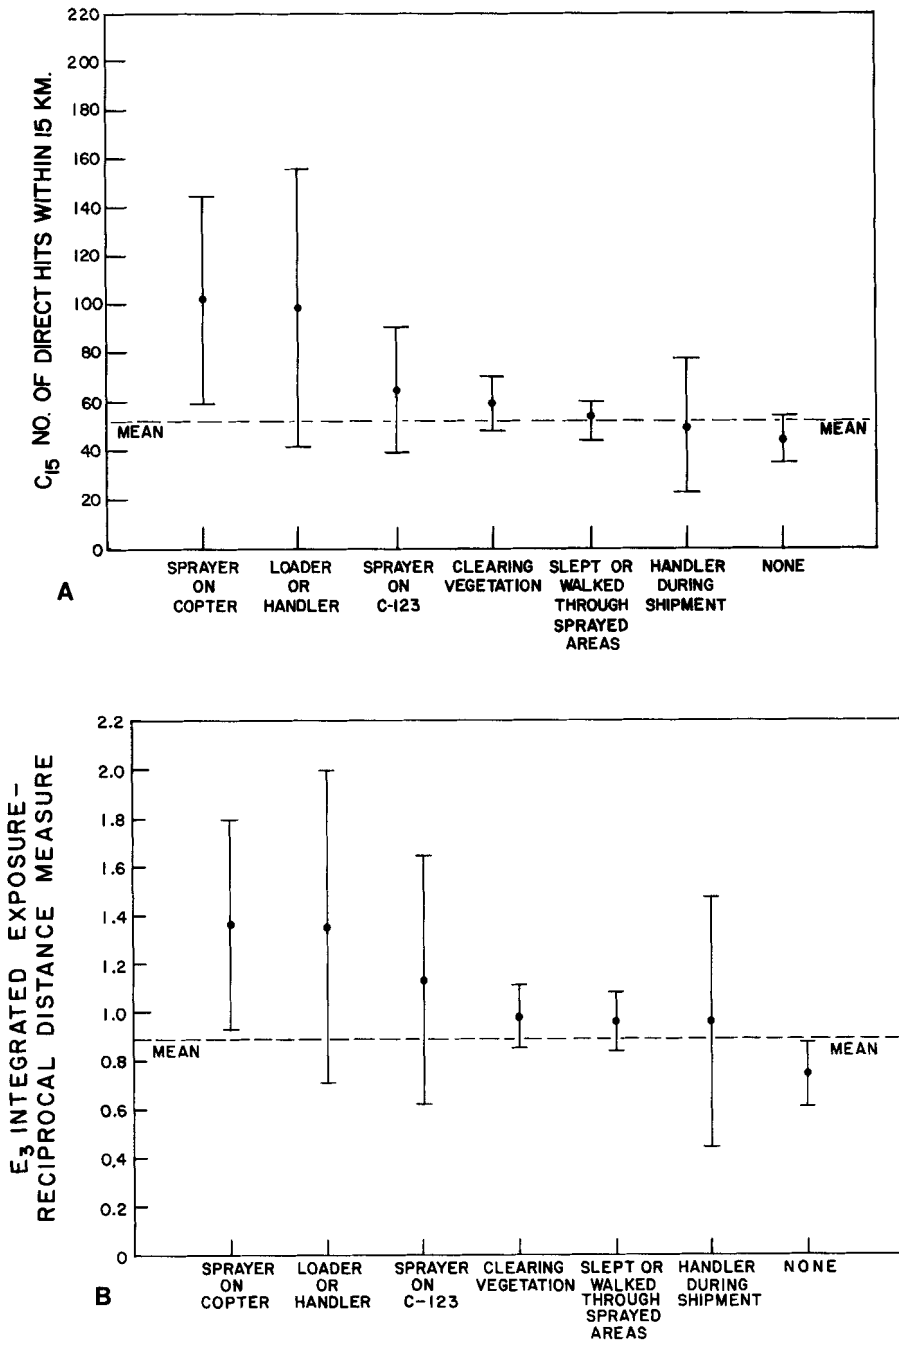 C15 NO. OF DIRECT HITS WITHIN 15 KM.
220
200
180
160
140
120
100
80
60
40
20
0
MEAN
MEAN
SPRAYER
ON
COPTER
LOADER
OR
HANDLER
SPRAYER
ON
C-123
CLEARING
VEGETATION
SLEPT OR
WALKED
THROUGH
SPRAYED
AREAS
HANDLER
DURING
SHIPMENT
NONE
A
E3 INTEGRATED EXPOSURE-
RECIPROCAL DISTANCE MEASURE
2.2
2.0
1.8
1.6
1.4
1.2
1.0
0.8
0.6
0.4
0.2
0
MEAN
MEAN
SPRAYER
ON
COPTER
LOADER
OR
HANDLER
SPRAYER
ON
C-123
CLEARING
VEGETATION
SLEPT OR
WALKED
THROUGH
SPRAYED
AREAS
HANDLER
DURING
SHIPMENT
NONE
B